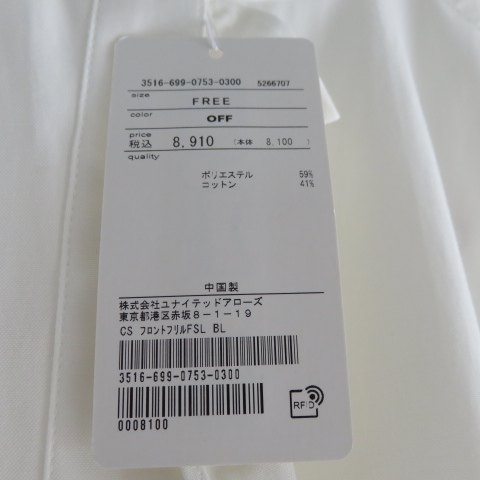 3516-699-0753-0300 5266707
size
FREE
color
OFF
price
税込 8,910 (本体 8,100 )
quality
ポリエステル 59%
コットン 41%
中国製
株式会社ユナイテッドアローズ
東京都港区赤坂8-1-19
CS フロントフリルFSL BL
3516-699-0753-0300
0008100
RFID